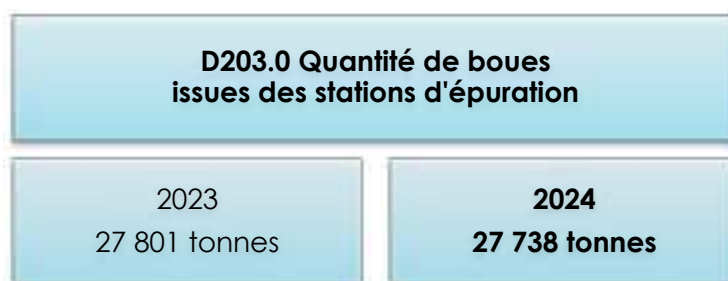 D203.0 Quantité de boues
issues des stations d'épuration
2023
27 801 tonnes
2024
27 738 tonnes